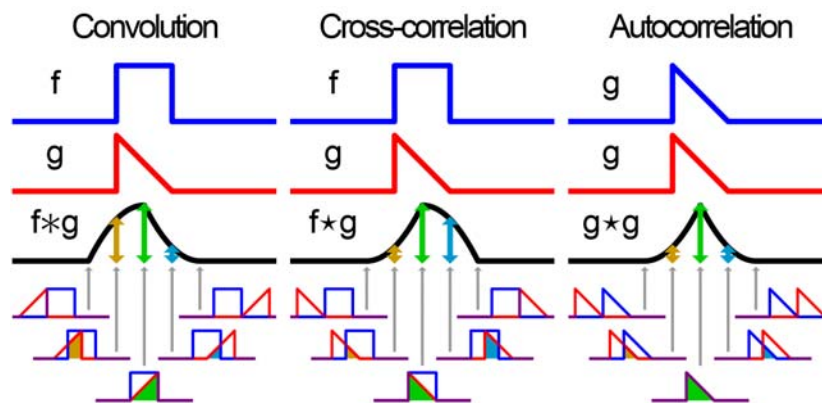 Convolution
Cross-correlation
Autocorrelation
f
f
g
g
g
g
f∗g
f⋆g
g⋆g